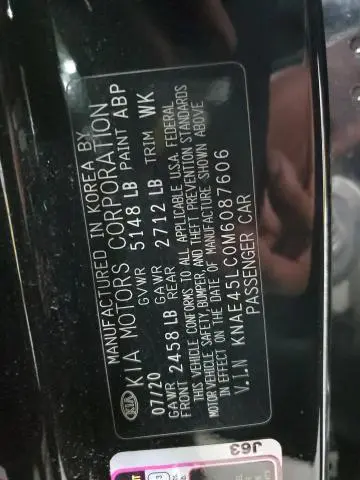 MANUFACTURED IN KOREA BY
KIA MOTORS CORPORATION
KIA
07/20 GVWR 5148 LB PAINT ABP
GAWR FRONT 2458 LB GAWR REAR 2712 LB TRIM WK
THIS VEHICLE CONFORMS TO ALL APPLICABLE U.S.A. FEDERAL
MOTOR VEHICLE SAFETY, BUMPER, AND THEFT PREVENTION STANDARDS
IN EFFECT ON THE DATE OF MANUFACTURE SHOWN ABOVE
V.I.N KNAE45LC0M6087606
PASSENGER CAR
J63